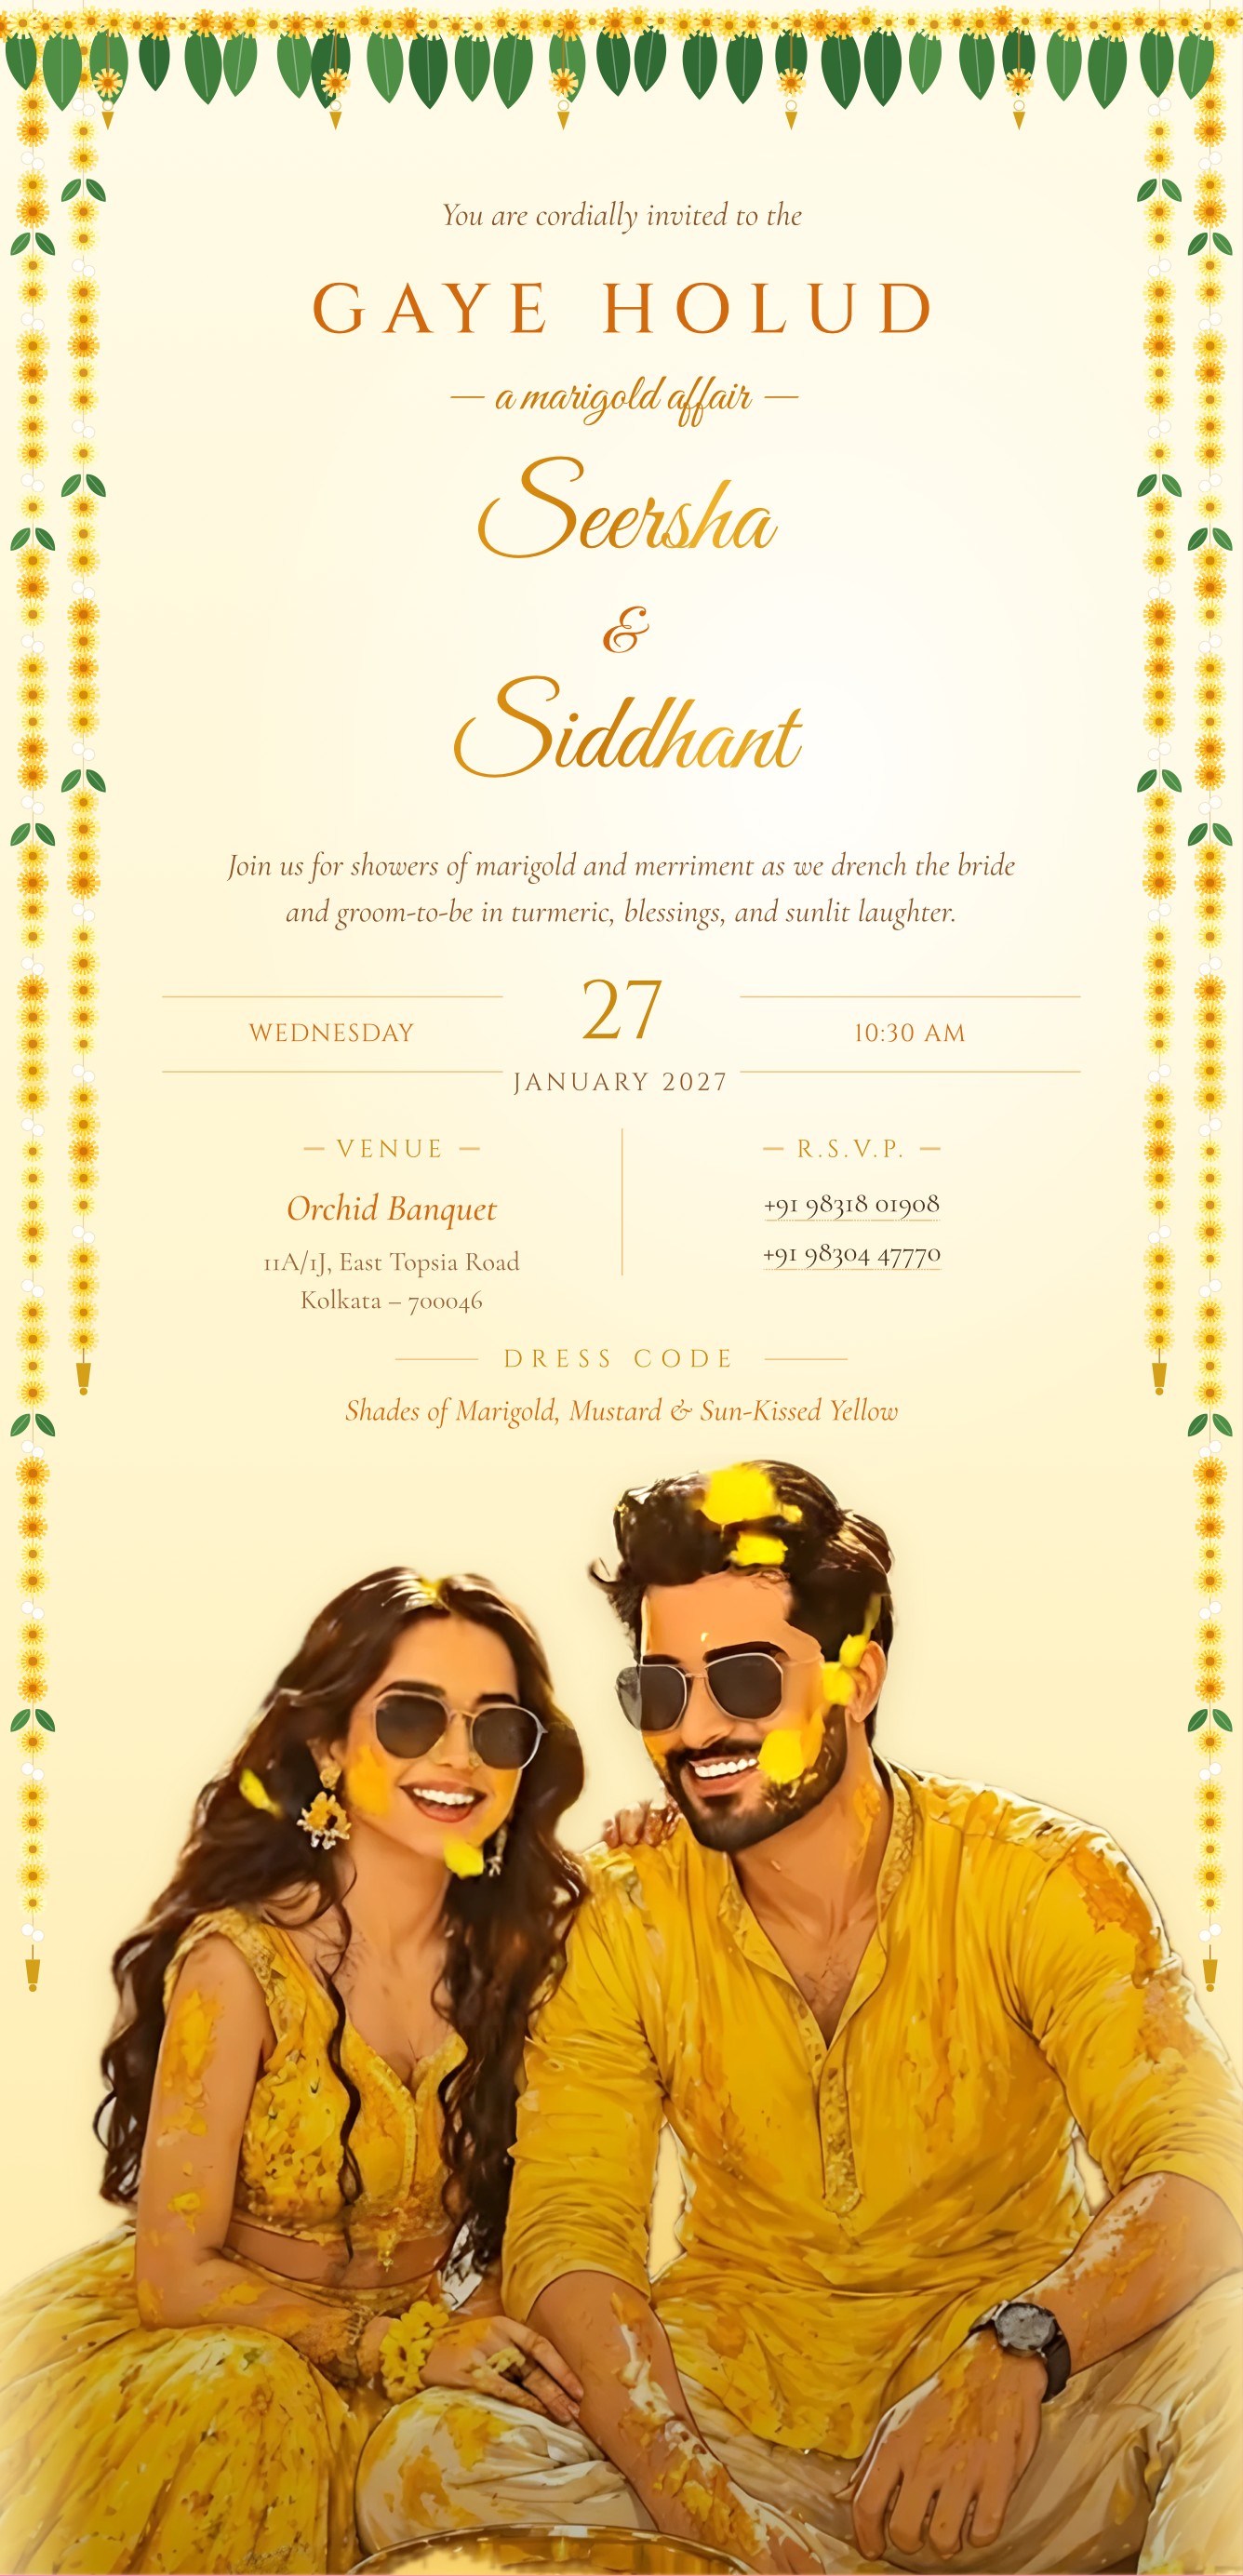 You are cordially invited to the
GAYE HOLUD
— a marigold affair —
Seersha
&
Siddhant
Join us for showers of marigold and merriment as we drench the bride
and groom-to-be in turmeric, blessings, and sunlit laughter.
WEDNESDAY
27
JANUARY 2027
10:30 AM
— VENUE —
Orchid Banquet
11A/1J, East Topsia Road
Kolkata – 700046
— R.S.V.P. —
+91 98318 01908
+91 98304 47770
DRESS CODE
Shades of Marigold, Mustard & Sun-Kissed Yellow